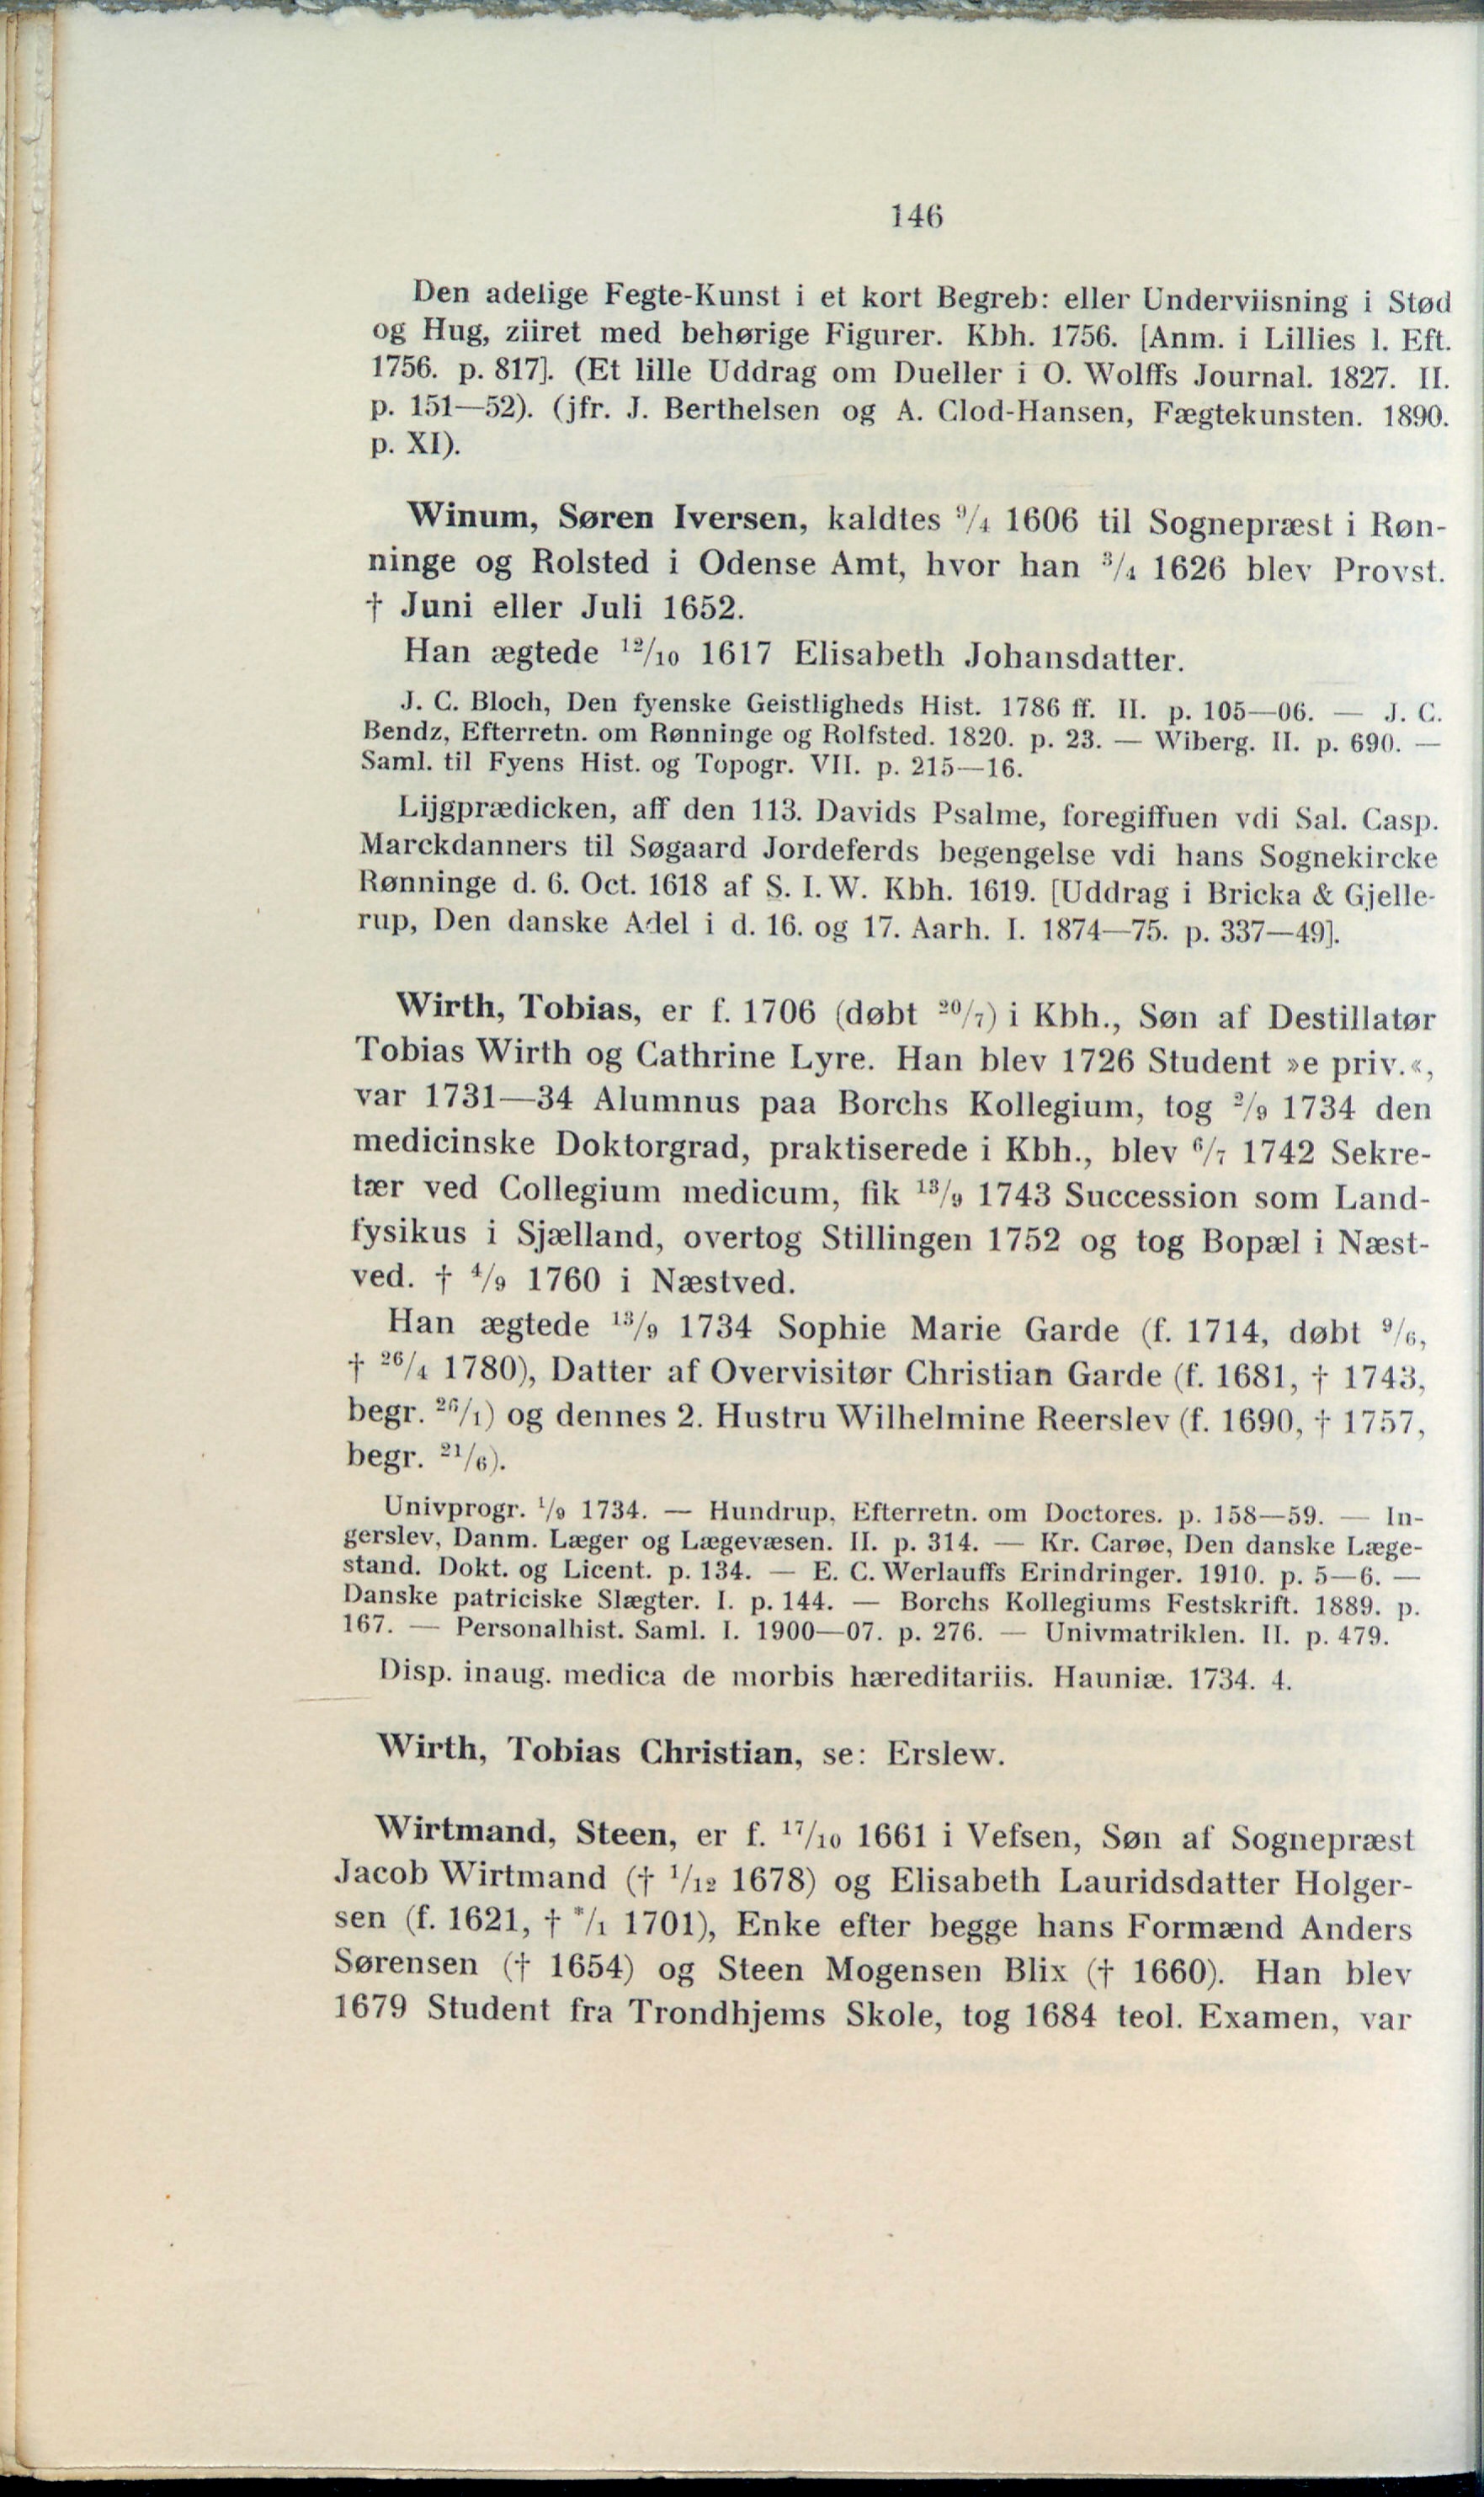 146
Den adelige Fegte-Kunst i et kort Begreb: eller Underviisning i Stød
og Hug, ziiret med behørige Figurer. Kbh. 1756. [Anm. i Lillies l. Eft.
1756. p. 817]. (Et lille Uddrag om Dueller i O. Wolffs Journal. 1827. II.
p. 151—52). (jfr. J. Berthelsen og A. Clod-Hansen, Fægtekunsten. 1890.
p. XI).
Winum, Søren Iversen, kaldtes ⁹/₄ 1606 til Sognepræst i Røn-
ninge og Rolsted i Odense Amt, hvor han ³/₄ 1626 blev Provst.
† Juni eller Juli 1652.
Han ægtede ¹²/₁₀ 1617 Elisabeth Johansdatter.
J. C. Bloch, Den fyenske Geistligheds Hist. 1786 ff. II. p. 105—06. — J. C.
Bendz, Efterretn. om Rønninge og Rolfsted. 1820. p. 23. — Wiberg. II. p. 690. —
Saml. til Fyens Hist. og Topogr. VII. p. 215—16.
Lijgprædicken, aff den 113. Davids Psalme, foregiffuen vdi Sal. Casp.
Marckdanners til Søgaard Jordeferds begengelse vdi hans Sognekircke
Rønninge d. 6. Oct. 1618 af S. I. W. Kbh. 1619. [Uddrag i Bricka & Gjelle-
rup, Den danske Adel i d. 16. og 17. Aarh. I. 1874—75. p. 337—49].
Wirth, Tobias, er f. 1706 (døbt ²⁰/₇) i Kbh., Søn af Destillatør
Tobias Wirth og Cathrine Lyre. Han blev 1726 Student »e priv.«,
var 1731—34 Alumnus paa Borchs Kollegium, tog ²/₉ 1734 den
medicinske Doktorgrad, praktiserede i Kbh., blev ⁶/₇ 1742 Sekre-
tær ved Collegium medicum, fik ¹³/₉ 1743 Succession som Land-
fysikus i Sjælland, overtog Stillingen 1752 og tog Bopæl i Næst-
ved. † ⁴/₉ 1760 i Næstved.
Han ægtede ¹³/₉ 1734 Sophie Marie Garde (f. 1714, døbt ⁹/₆,
† ²⁶/₄ 1780), Datter af Overvisitør Christian Garde (f. 1681, † 1743,
begr. ²⁶/₁) og dennes 2. Hustru Wilhelmine Reerslev (f. 1690, † 1757,
begr. ²¹/₆).
Univprogr. ¹/₉ 1734. — Hundrup, Efterretn. om Doctores. p. 158—59. — In-
gerslev, Danm. Læger og Lægevæsen. II. p. 314. — Kr. Carøe, Den danske Læge-
stand. Dokt. og Licent. p. 134. — E. C. Werlauffs Erindringer. 1910. p. 5—6. —
Danske patriciske Slægter. I. p. 144. — Borchs Kollegiums Festskrift. 1889. p.
167. — Personalhist. Saml. I. 1900—07. p. 276. — Univmatriklen. II. p. 479.
Disp. inaug. medica de morbis hæreditariis. Hauniæ. 1734. 4.
Wirth, Tobias Christian, se: Erslew.
Wirtmand, Steen, er f. ¹⁷/₁₀ 1661 i Vefsen, Søn af Sognepræst
Jacob Wirtmand († ¹/₁₂ 1678) og Elisabeth Lauridsdatter Holger-
sen (f. 1621, † */₁ 1701), Enke efter begge hans Formænd Anders
Sørensen († 1654) og Steen Mogensen Blix († 1660). Han blev
1679 Student fra Trondhjems Skole, tog 1684 teol. Examen, var